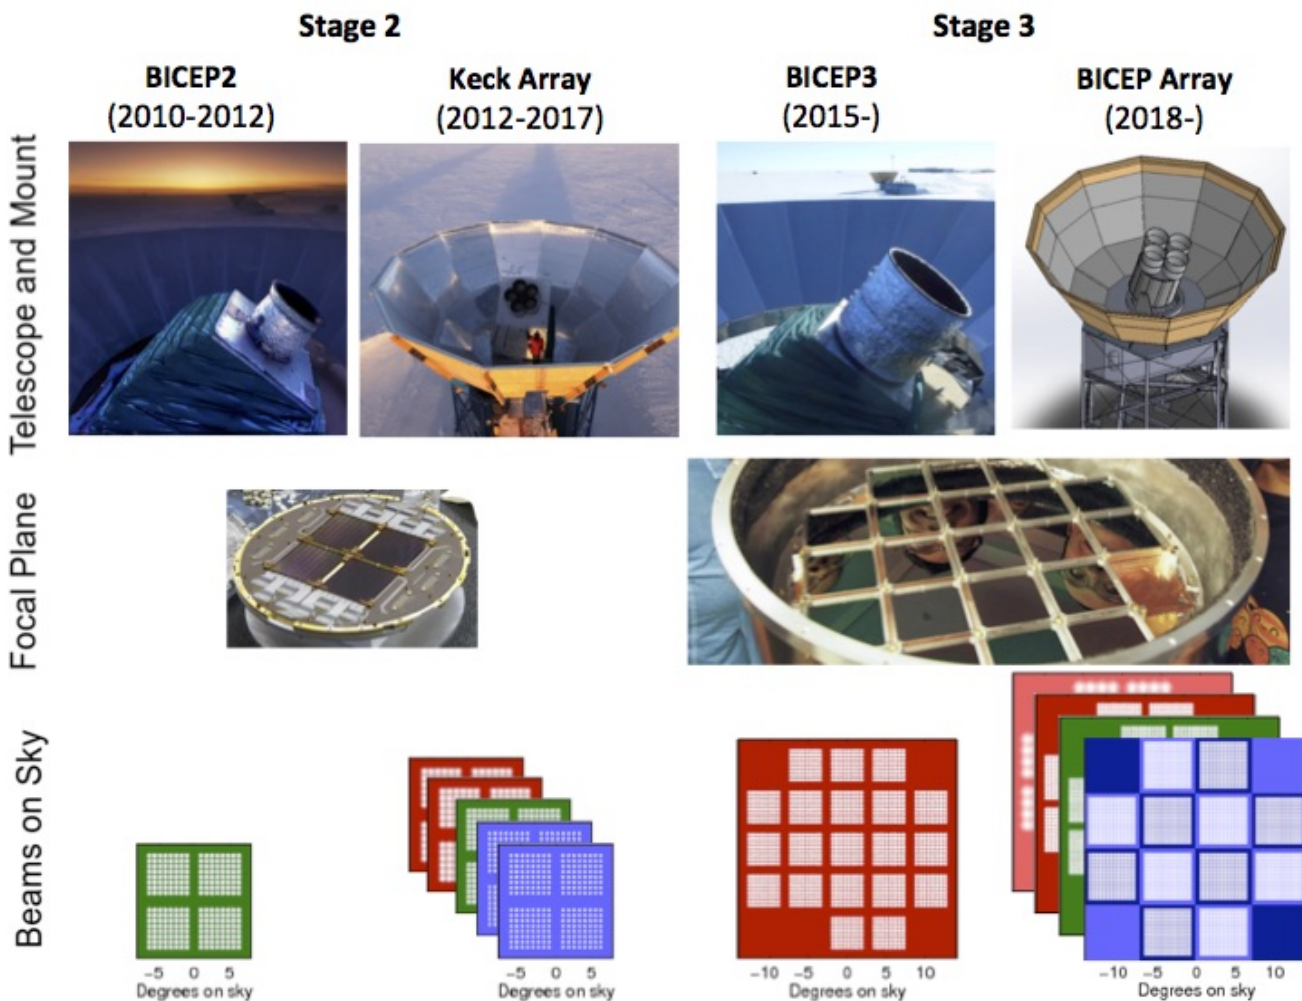 Stage 2
Stage 3
BICEP2
(2010-2012)
Keck Array
(2012-2017)
BICEP3
(2015-)
BICEP Array
(2018-)
Telescope and Mount
Focal Plane
Beams on Sky
−5 0 5
Degrees on sky
−5 0 5
Degrees on sky
−10 −5 0 5 10
Degrees on sky
−10 −5 0 5 10
Degrees on sky